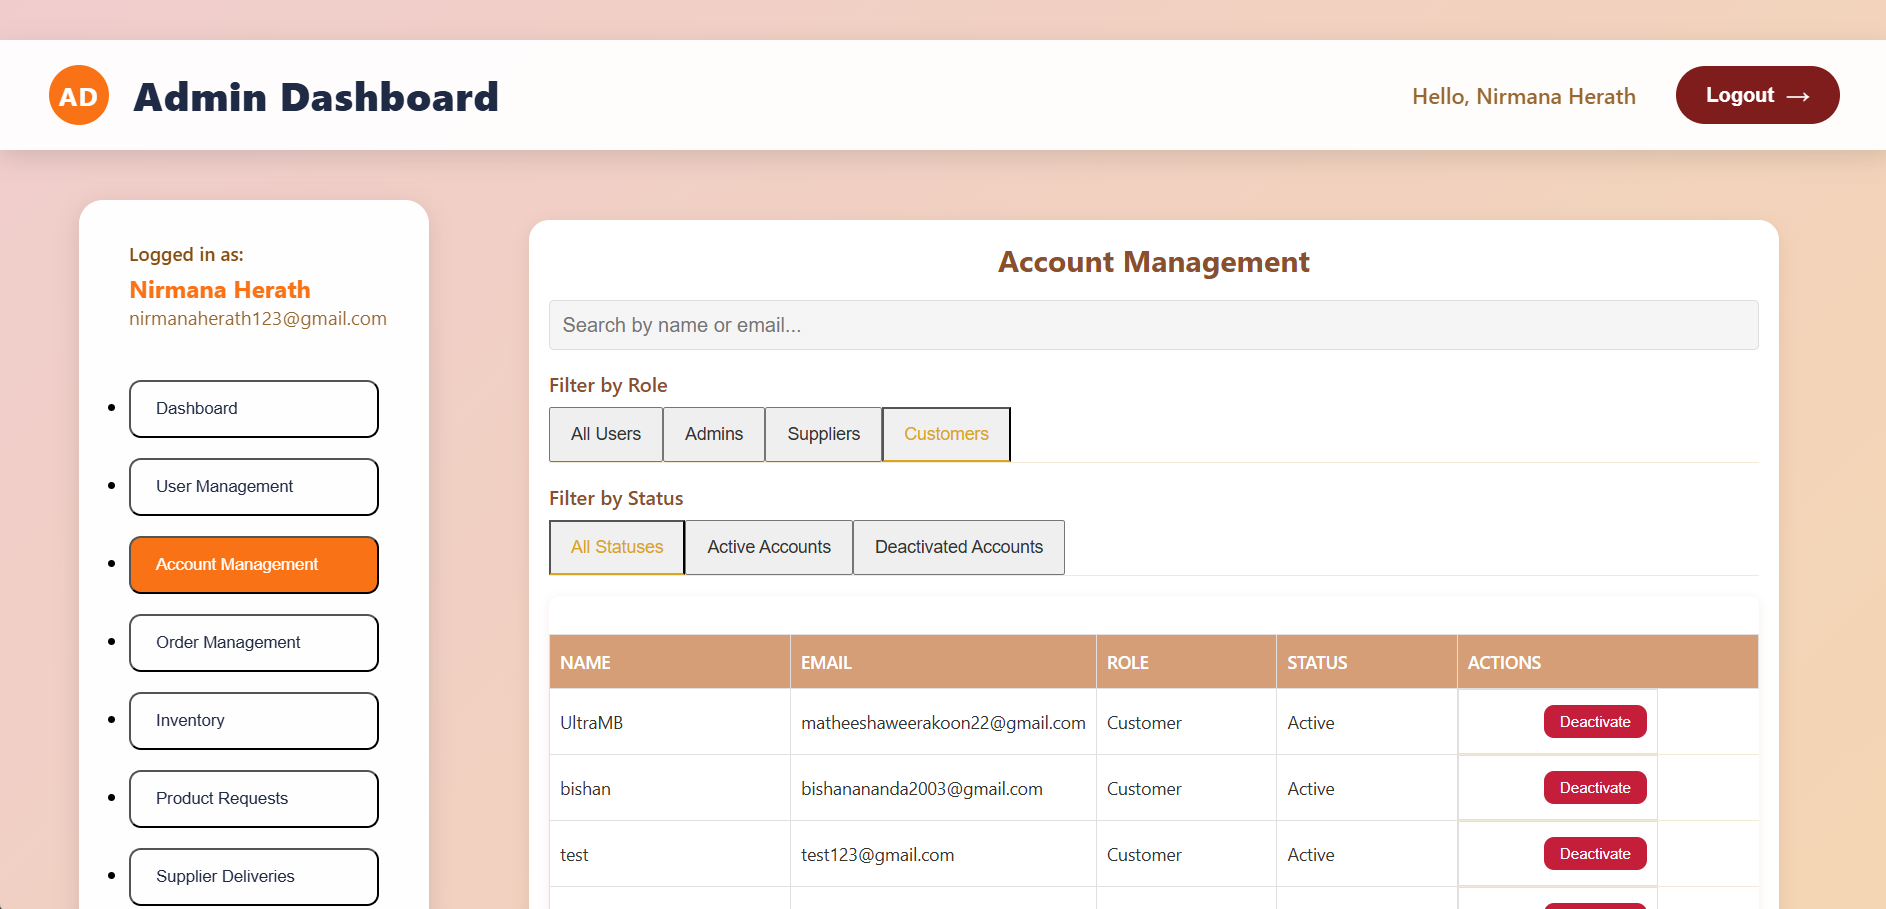 AD Admin Dashboard Hello, Nirmana Herath Logout →
Logged in as:
Nirmana Herath
nirmanaherath123@gmail.com
Dashboard
User Management
Account Management
Order Management
Inventory
Product Requests
Supplier Deliveries
Account Management
Search by name or email...
Filter by Role
All Users Admins Suppliers Customers
Filter by Status
All Statuses Active Accounts Deactivated Accounts
NAME EMAIL ROLE STATUS ACTIONS
UltraMB matheeshaweerakoon22@gmail.com Customer Active Deactivate
bishan bishanananda2003@gmail.com Customer Active Deactivate
test test123@gmail.com Customer Active Deactivate